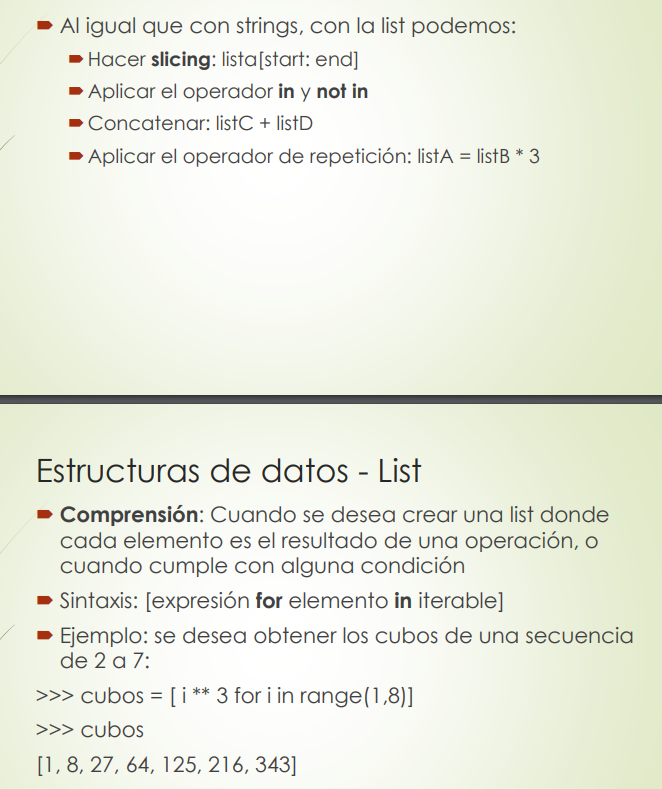 Al igual que con strings, con la list podemos:
Hacer slicing: lista[start: end]
Aplicar el operador in y not in
Concatenar: listC + listD
Aplicar el operador de repetición: listA = listB * 3
Estructuras de datos - List
Comprensión: Cuando se desea crear una list donde
cada elemento es el resultado de una operación, o
cuando cumple con alguna condición
Sintaxis: [expresión for elemento in iterable]
Ejemplo: se desea obtener los cubos de una secuencia
de 2 a 7:
>>> cubos = [ i ** 3 for i in range(1,8)]
>>> cubos
[1, 8, 27, 64, 125, 216, 343]